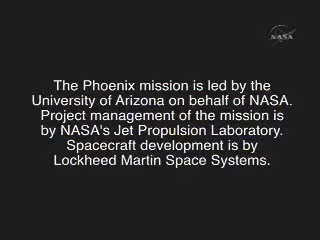 NASA
The Phoenix mission is led by the
University of Arizona on behalf of NASA.
Project management of the mission is
by NASA's Jet Propulsion Laboratory.
Spacecraft development is by
Lockheed Martin Space Systems.